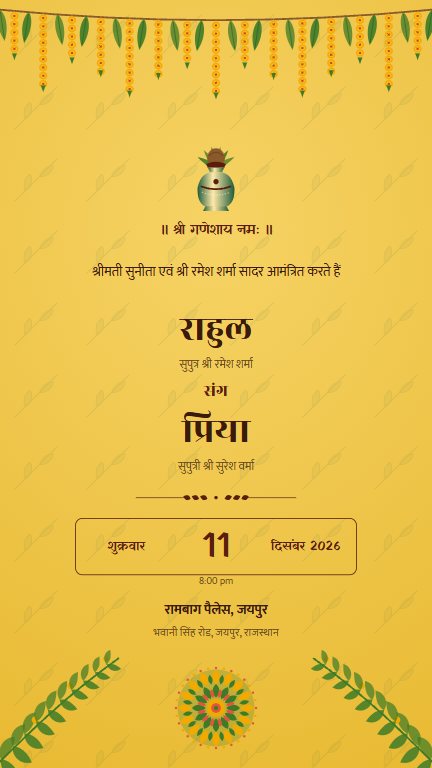 ॥ श्री गणेशाय नमः ॥
श्रीमती सुनीता एवं श्री रमेश शर्मा सादर आमंत्रित करते हैं
राहुल
सुपुत्र श्री रमेश शर्मा
संग
प्रिया
सुपुत्री श्री सुरेश वर्मा
शुक्रवार 11 दिसंबर 2026
8:00 pm
रामबाग पैलेस, जयपुर
भवानी सिंह रोड, जयपुर, राजस्थान